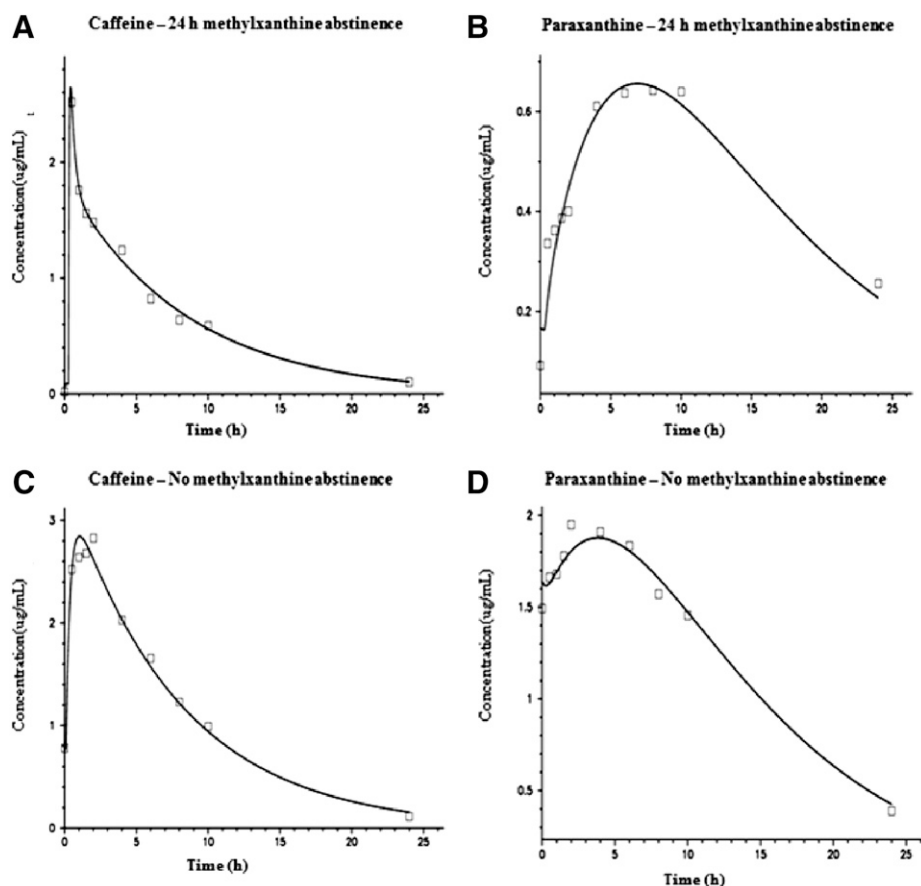 A
Caffeine – 24 h methylxanthine abstinence
Concentration(ug/mL)
2
1
0
0 5 10 15 20 25
Time (h)
B
Paraxanthine – 24 h methylxanthine abstinence
Concentration(ug/mL)
0.6
0.4
0.2
0 5 10 15 20 25
Time (h)
C
Caffeine – No methylxanthine abstinence
Concentration(ug/mL)
3
2
1
0
0 5 10 15 20 25
Time (h)
D
Paraxanthine – No methylxanthine abstinence
Concentration(ug/mL)
2
1.5
1
0.5
0 5 10 15 20 25
Time (h)